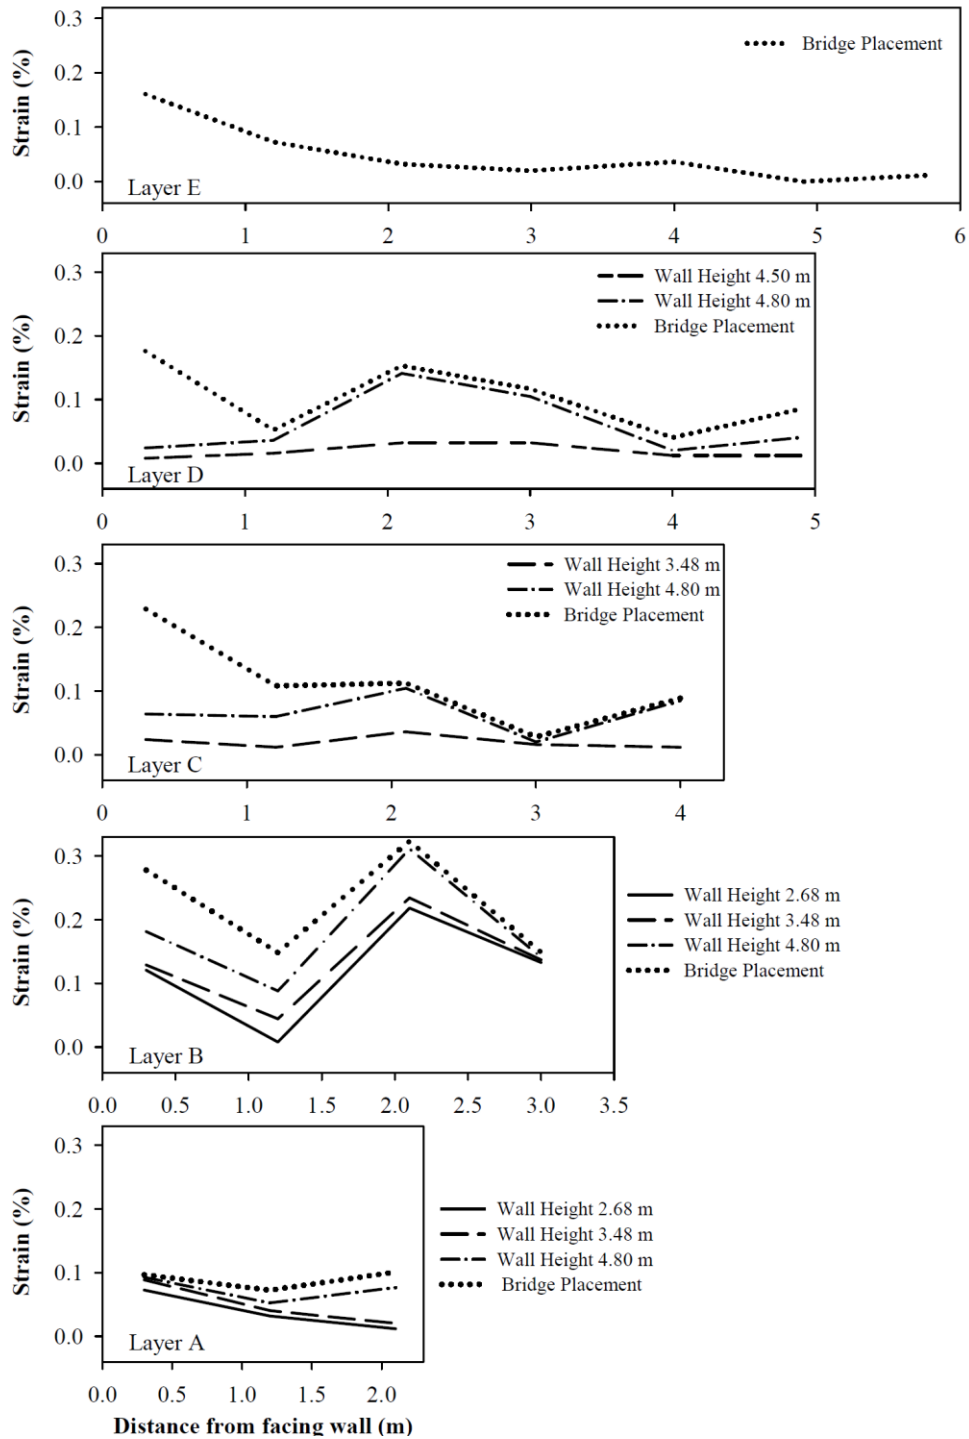 0.3
Bridge Placement
0.2
Strain (%)
0.1
0.0
Layer E
0 1 2 3 4 5 6
0.3
Wall Height 4.50 m
Wall Height 4.80 m
Bridge Placement
0.2
Strain (%)
0.1
0.0
Layer D
0 1 2 3 4 5
0.3
Wall Height 3.48 m
Wall Height 4.80 m
Bridge Placement
0.2
Strain (%)
0.1
0.0
Layer C
0 1 2 3 4
0.3
Wall Height 2.68 m
Wall Height 3.48 m
Wall Height 4.80 m
Bridge Placement
0.2
Strain (%)
0.1
0.0
Layer B
0.0 0.5 1.0 1.5 2.0 2.5 3.0 3.5
0.3
Wall Height 2.68 m
Wall Height 3.48 m
Wall Height 4.80 m
Bridge Placement
0.2
Strain (%)
0.1
0.0
Layer A
0.0 0.5 1.0 1.5 2.0
Distance from facing wall (m)